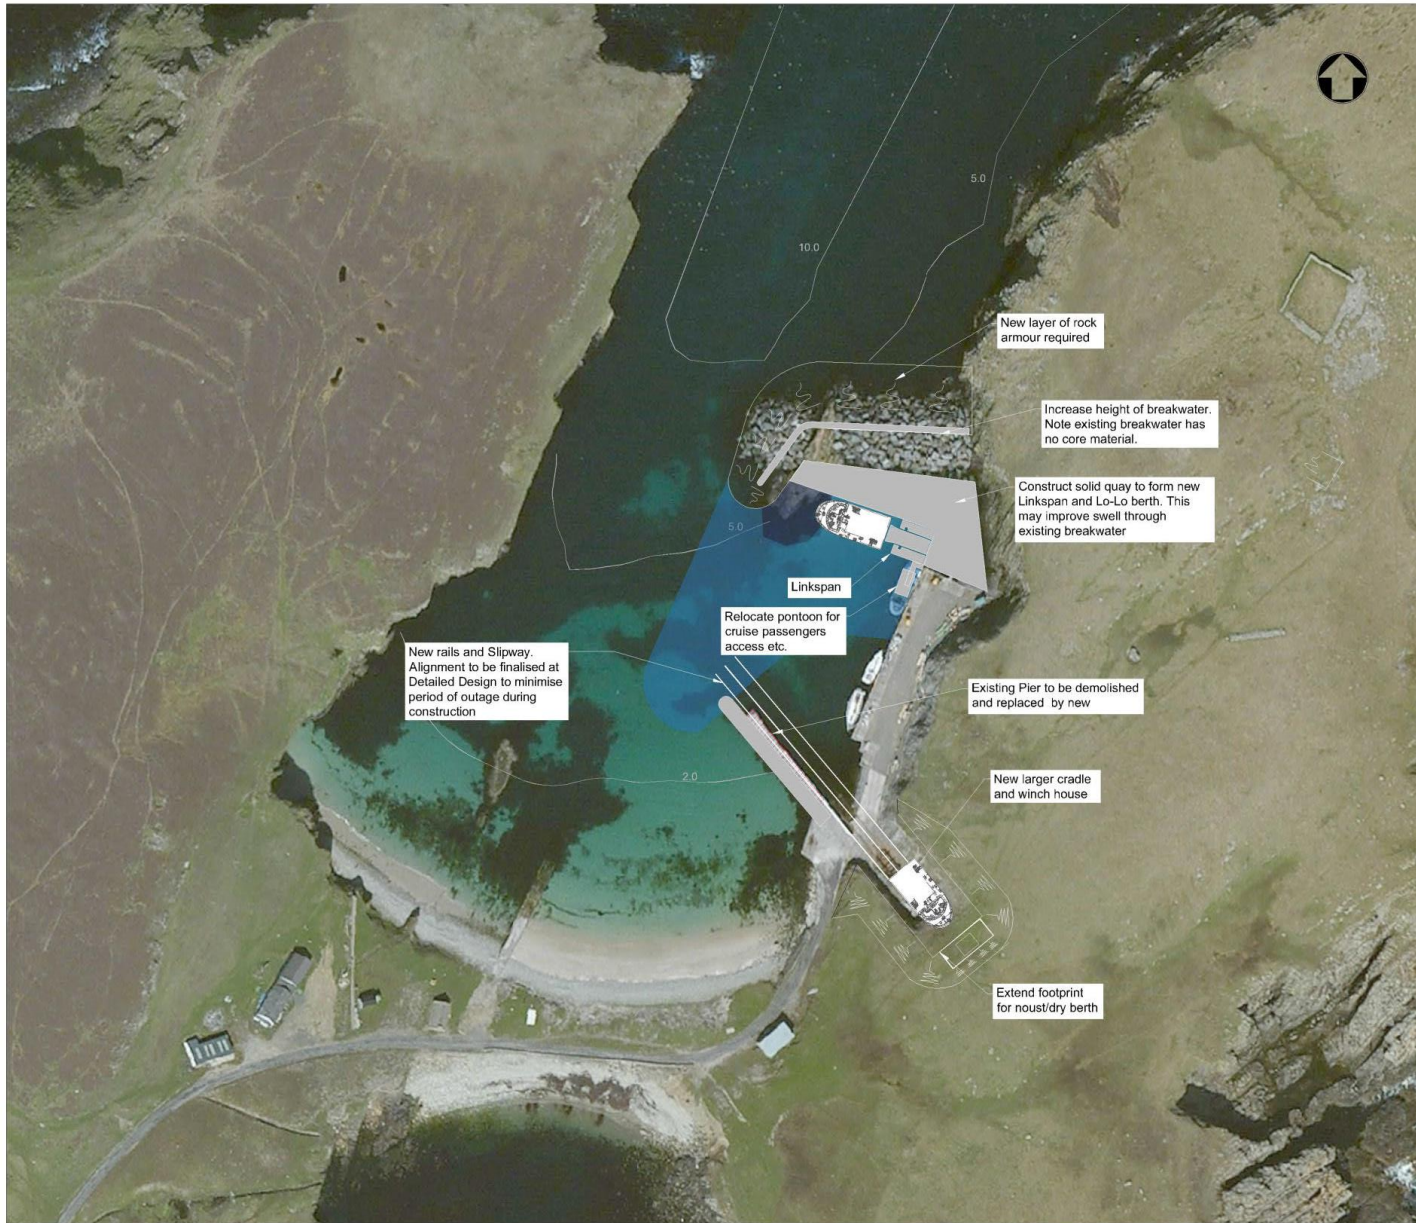 5.0
10.0
New layer of rock
armour required
Increase height of breakwater.
Note existing breakwater has
no core material.
Construct solid quay to form new
Linkspan and Lo-Lo berth. This
may improve swell through
existing breakwater
5.0
Linkspan
Relocate pontoon for
cruise passengers
access etc.
New rails and Slipway.
Alignment to be finalised at
Detailed Design to minimise
period of outage during
construction
Existing Pier to be demolished
and replaced by new
2.0
New larger cradle
and winch house
Extend footprint
for noust/dry berth